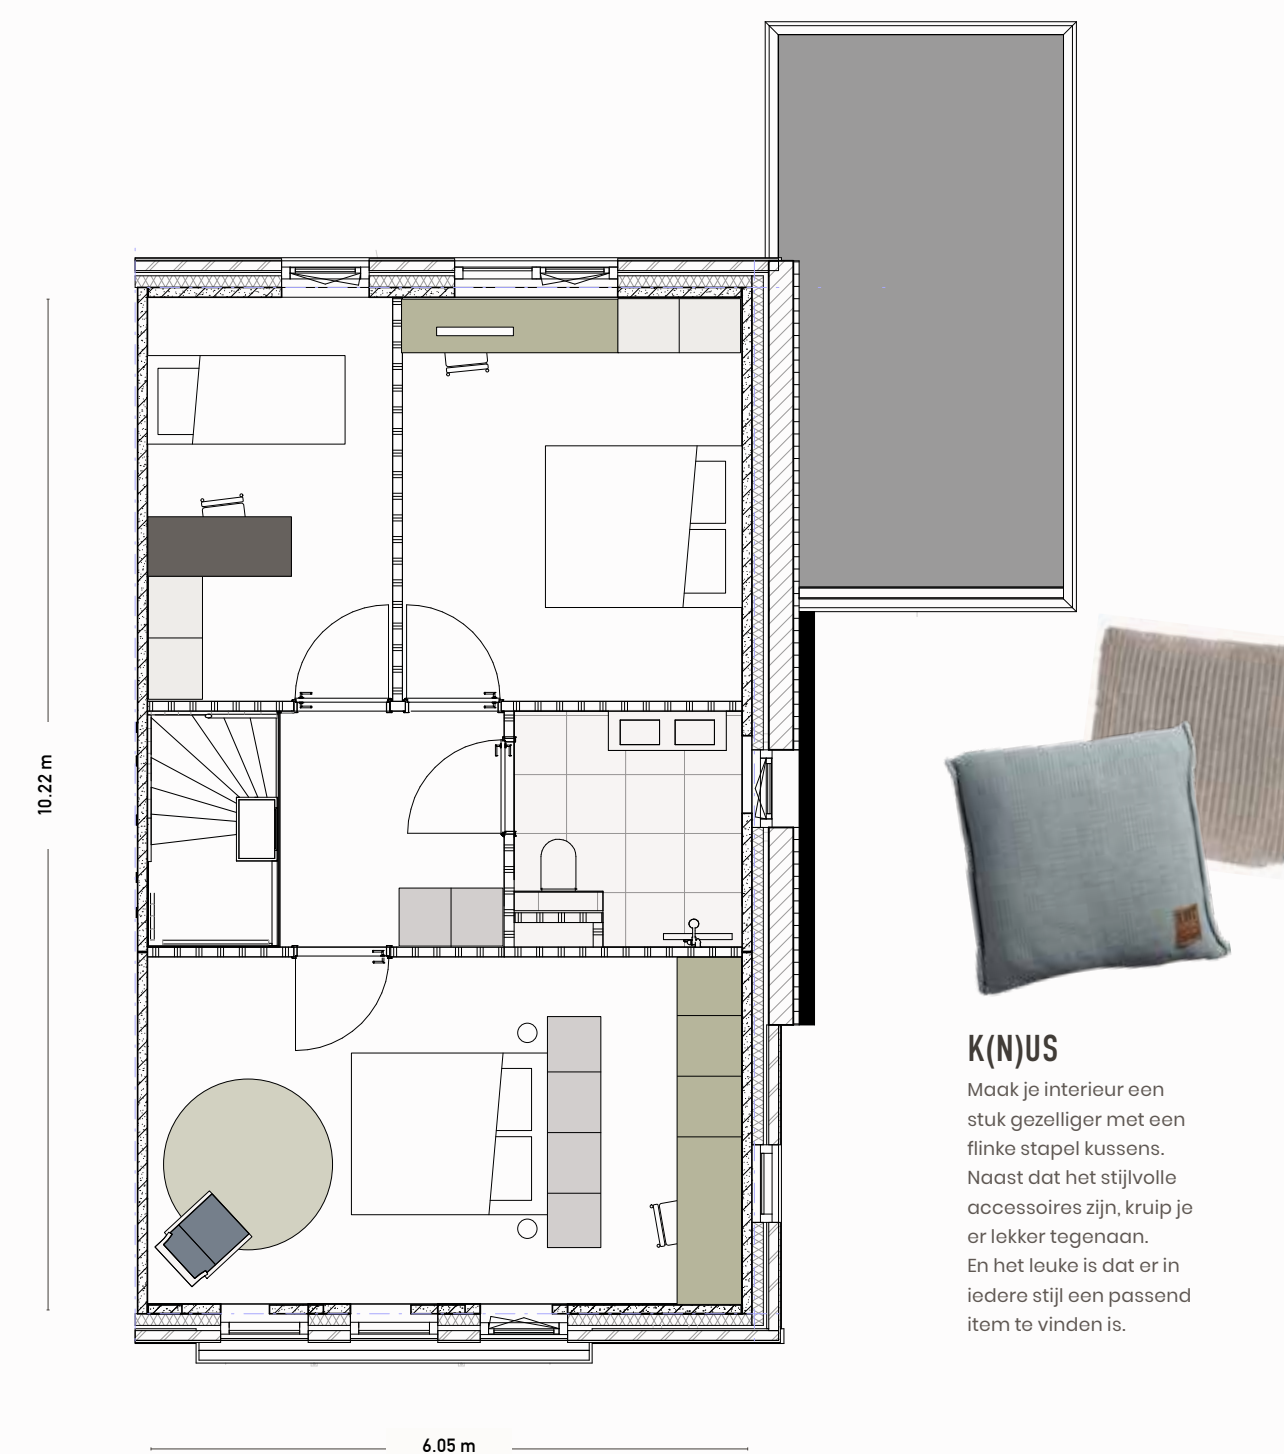 10.22 m
K(N)US
Maak je interieur een
stuk gezelliger met een
flinke stapel kussens.
Naast dat het stijlvolle
accessoires zijn, kruip je
er lekker tegenaan.
En het leuke is dat er in
iedere stijl een passend
item te vinden is.
6.05 m